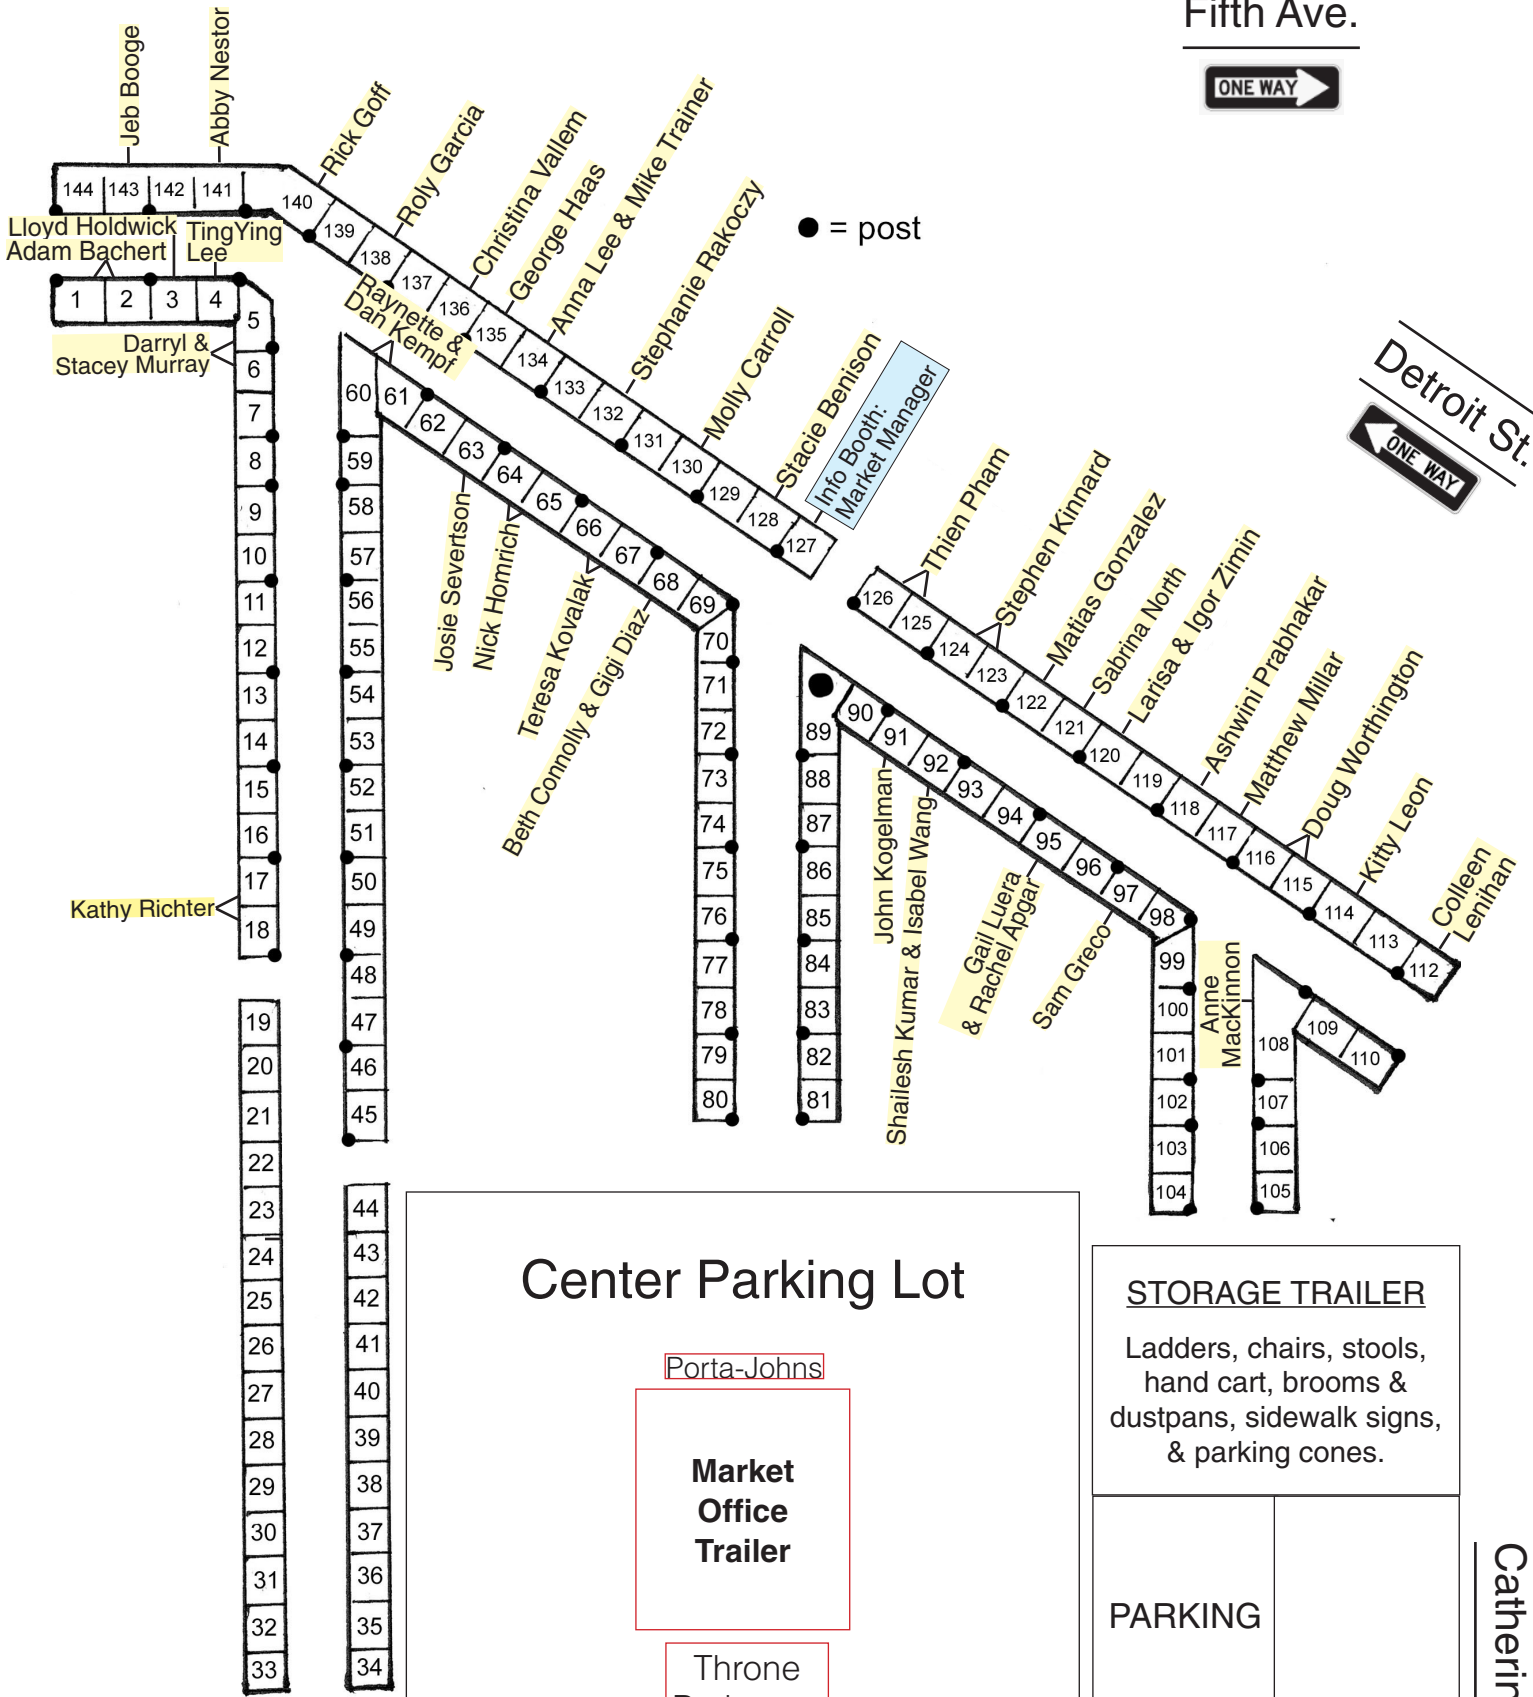 Fifth Ave.
ONE WAY
Jeb Booge
Abby Nestor
Rick Goff
Roly Garcia
Christina Vallem
George Haas
Anna Lee & Mike Trainer
Stephanie Rakoczy
Molly Carroll
Stacie Benison
Info Booth:
Market Manager
= post
Detroit St.
ONE WAY
144 143 142 141 140 139 138 137 136 135 134 133 132 131 130 129 128 127
Lloyd Holdwick
Adam Bachert
TingYing
Lee
1 2 3 4
Darryl &
Stacey Murray
5
6
7
8
9
10
11
12
13
14
15
16
17
18
Kathy Richter
19
20
21
22
23
24
25
26
27
28
29
30
31
32
33
Raynette &
Dan Kempf
60
59
58
57
56
55
54
53
52
51
50
49
48
47
46
45
44
43
42
41
40
39
38
37
36
35
34
61 62 63 64 65 66 67 68 69
Josie Severtson
Nick Homrich
Teresa Kovalak
Beth Connolly & Gigi Diaz
70
71
72
73
74
75
76
77
78
79
80
Thien Pham
Stephen Kinnard
Matias Gonzalez
Sabrina North
Larisa & Igor Zimin
Ashwini Prabhakar
Matthew Millar
Doug Worthington
Kitty Leon
Colleen
Lenihan
126 125 124 123 122 121 120 119 118 117 116 115 114 113 112
89
88
87
86
85
84
83
82
81
90 91 92 93 94 95 96 97 98
John Kogelman
Shailesh Kumar & Isabel Wang
Gail Luera
& Rachel Apgar
Sam Greco
99
100
101
102
103
104
Anne
MacKinnon
108
107
106
105
109 110
Center Parking Lot
Porta-Johns
Market
Office
Trailer
Throne
STORAGE TRAILER
Ladders, chairs, stools,
hand cart, brooms &
dustpans, sidewalk signs,
& parking cones.
PARKING